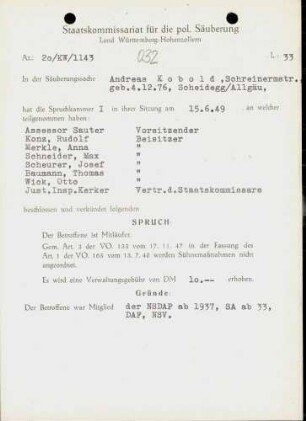 Staatskommissariat für die pol. Säuberung
Land Württemberg-Hohenzollern
Az: 20/KW/1143
032
L: 33
In der Säuberungssache Andreas Kobold, Schreinermstr.,
geb.4.12.76, Scheidegg/Allgäu,
hat die Spruchkammer I in ihrer Sitzung am 15.6.49 an welcher
teilgenommen haben:
Assessor Sauter Vorsitzender
Konz, Rudolf Beisitzer
Merkle, Anna "
Schneider, Max "
Scheurer, Josef "
Baumann, Thomas "
Wick, Otto "
Just.Insp.Kerker Vertr.d.Staatskommissars
beschlossen und verkündet folgenden
SPRUCH:
Der Betroffene ist Mitläufer.
Gem. Art. 3 der VO. 132 vom 17. 11. 47 in der Fassung des
Art 1 der VO. 165 vom 13. 7. 48 werden Sühnemaßnahmen nicht
angeordnet.
Es wird eine Verwaltungsgebühr von DM 10.-- erhoben.
Gründe:
Der Betroffene war Mitglied der NSDAP ab 1937, SA ab 33,
DAF, NSV.